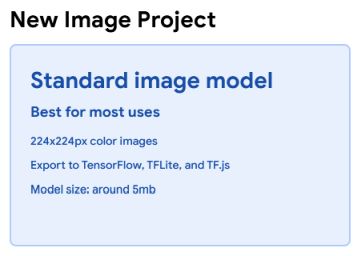 New Image Project
Standard image model
Best for most uses
224x224px color images
Export to TensorFlow, TFLite, and TF.js
Model size: around 5mb